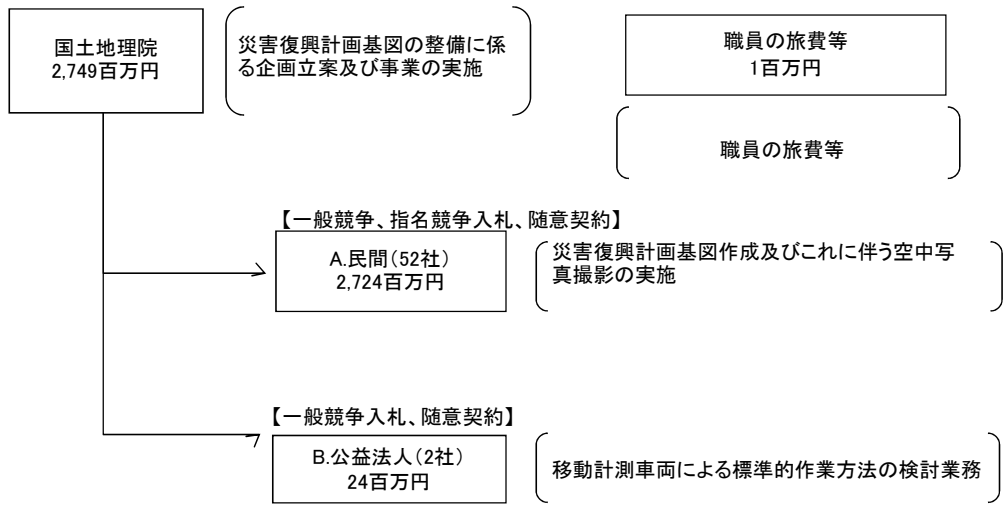 国土地理院
2,749百万円
災害復興計画基図の整備に係
る企画立案及び事業の実施
職員の旅費等
1百万円
職員の旅費等
【一般競争、指名競争入札、随意契約】
A.民間(52社)
2,724百万円
災害復興計画基図作成及びこれに伴う空中写
真撮影の実施
【一般競争入札、随意契約】
B.公益法人(2社)
24百万円
移動計測車両による標準的作業方法の検討業務